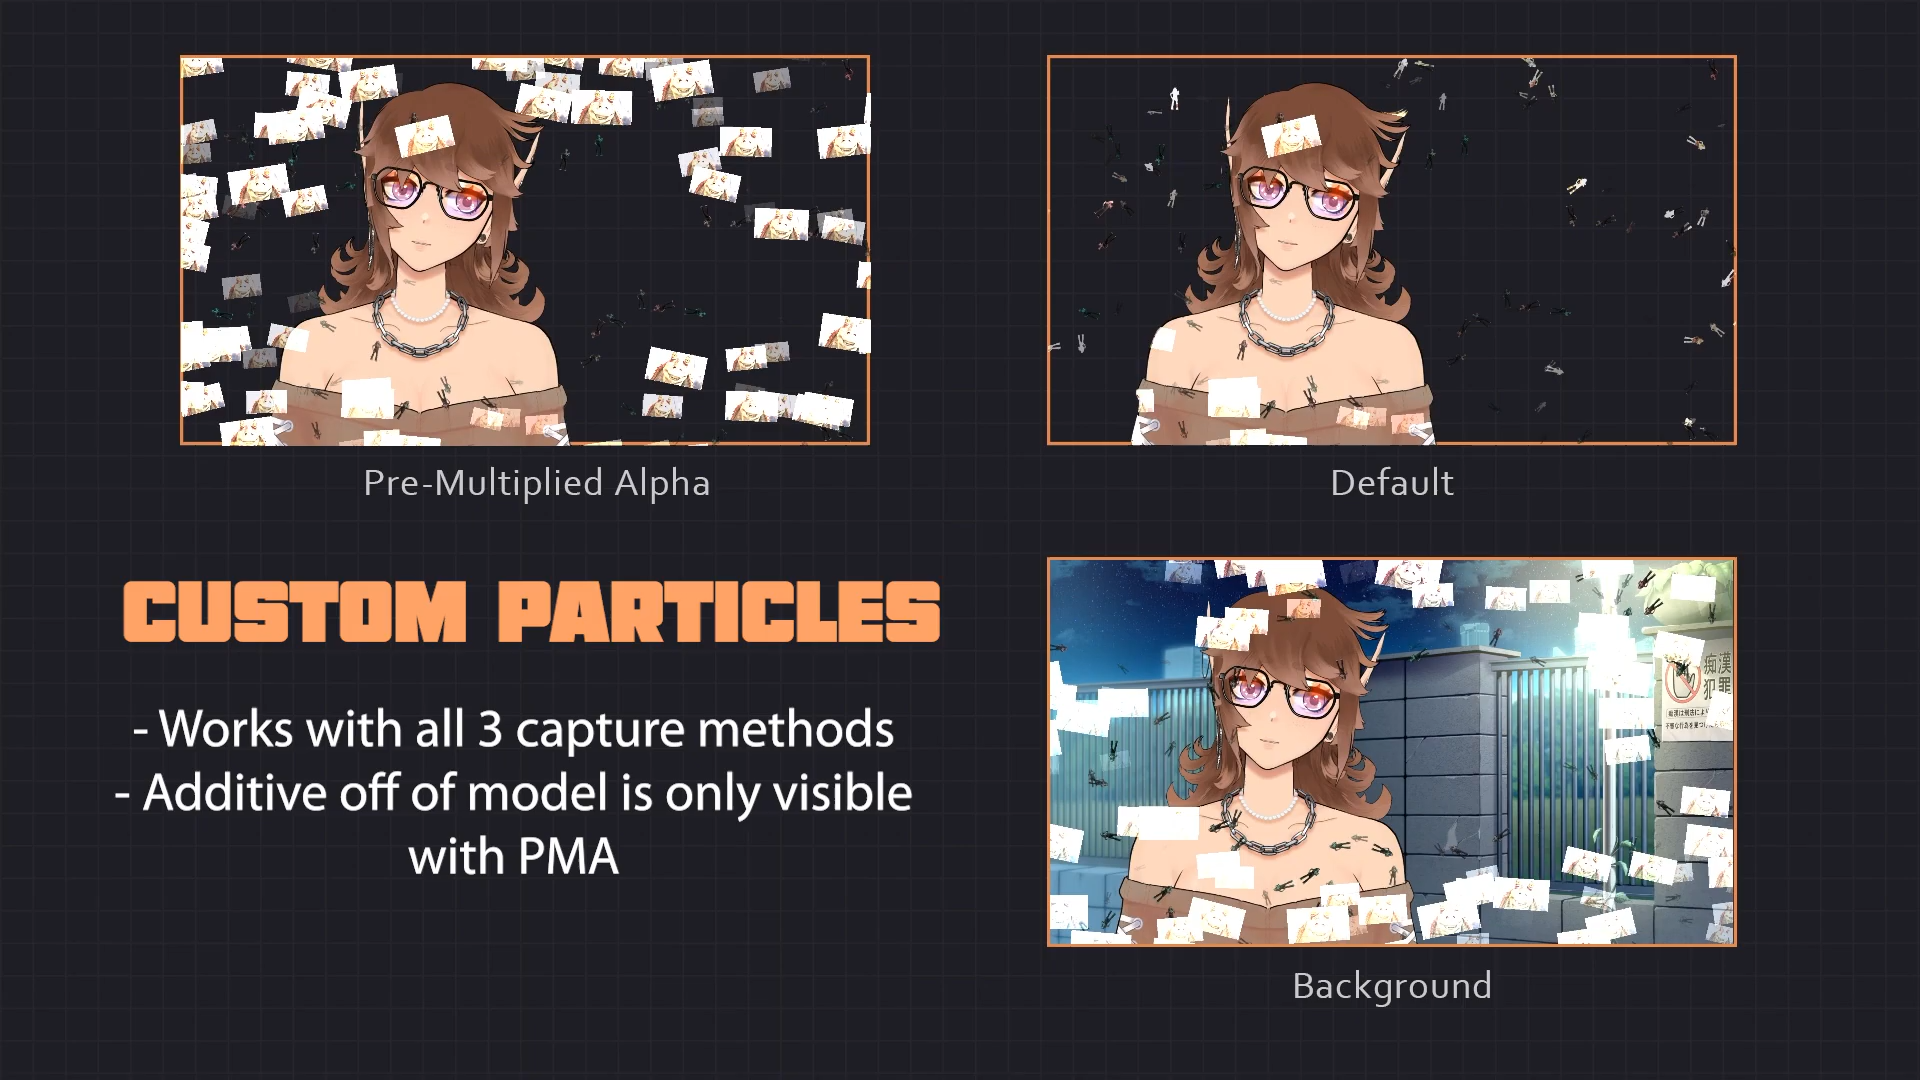 Pre-Multiplied Alpha
Default
CUSTOM PARTICLES
- Works with all 3 capture methods
- Additive off of model is only visible
with PMA
痴漢
犯罪
Background